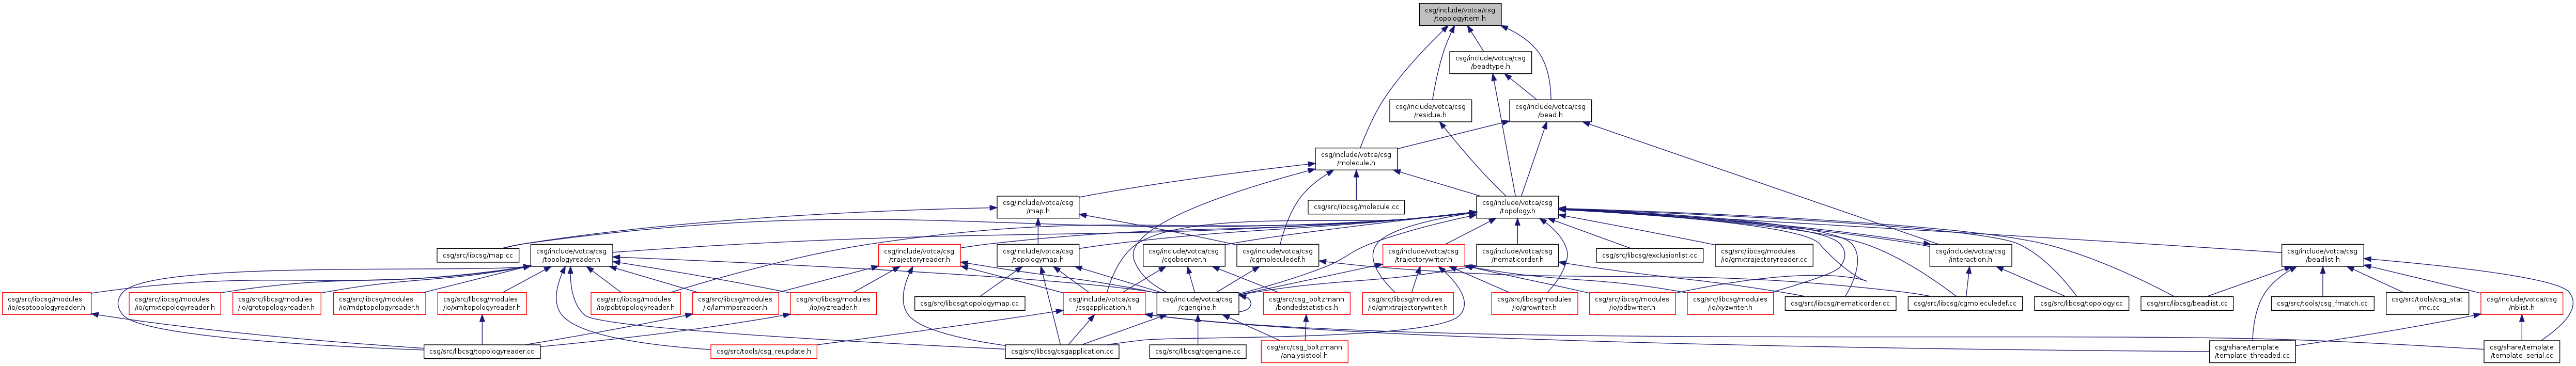 csg/include/votca/csg
/topologyitem.h
csg/include/votca/csg
/beadtype.h
csg/include/votca/csg
/residue.h
csg/include/votca/csg
/bead.h
csg/include/votca/csg
/molecule.h
csg/include/votca/csg
/map.h
csg/src/libcsg/molecule.cc
csg/include/votca/csg
/topology.h
csg/src/libcsg/map.cc
csg/include/votca/csg
/topologyreader.h
csg/include/votca/csg
/trajectoryreader.h
csg/include/votca/csg
/topologymap.h
csg/include/votca/csg
/cgobserver.h
csg/include/votca/csg
/cgmoleculedef.h
csg/include/votca/csg
/trajectorywriter.h
csg/include/votca/csg
/nematicorder.h
csg/src/libcsg/exclusionlist.cc
csg/src/libcsg/modules
/io/gmxtrajectoryreader.cc
csg/include/votca/csg
/interaction.h
csg/include/votca/csg
/beadlist.h
csg/src/libcsg/modules
/io/esptopologyreader.h
csg/src/libcsg/modules
/io/gmxtopologyreader.h
csg/src/libcsg/modules
/io/grotopologyreader.h
csg/src/libcsg/modules
/io/mdptopologyreader.h
csg/src/libcsg/modules
/io/xmltopologyreader.h
csg/src/libcsg/modules
/io/pdbtopologyreader.h
csg/src/libcsg/modules
/io/lammpsreader.h
csg/src/libcsg/modules
/io/xyzreader.h
csg/src/libcsg/topologymap.cc
csg/include/votca/csg
/csgapplication.h
csg/include/votca/csg
/cgengine.h
csg/src/csg_boltzmann
/bondedstatistics.h
csg/src/libcsg/modules
/io/gmxtrajectorywriter.h
csg/src/libcsg/modules
/io/growriter.h
csg/src/libcsg/modules
/io/pdbwriter.h
csg/src/libcsg/modules
/io/xyzwriter.h
csg/src/libcsg/nematicorder.cc
csg/src/libcsg/cgmoleculedef.cc
csg/src/libcsg/topology.cc
csg/src/libcsg/beadlist.cc
csg/src/tools/csg_fmatch.cc
csg/src/tools/csg_stat
_imc.cc
csg/include/votca/csg
/nblist.h
csg/src/libcsg/topologyreader.cc
csg/src/tools/csg_reupdate.h
csg/src/libcsg/csgapplication.cc
csg/src/libcsg/cgengine.cc
csg/src/csg_boltzmann
/analysistool.h
csg/share/template
/template_threaded.cc
csg/share/template
/template_serial.cc